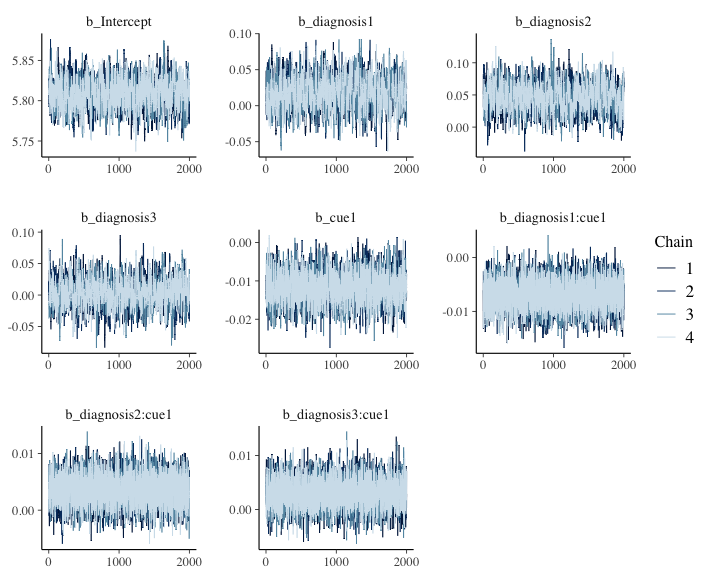 b_Intercept b_diagnosis1 b_diagnosis2
5.85 5.80 5.75
0 1000 2000
0.10 0.05 0.00 -0.05
0 1000 2000
0.10 0.05 0.00
0 1000 2000
b_diagnosis3 b_cue1 b_diagnosis1:cue1
0.10 0.05 0.00 -0.05
0 1000 2000
0.00 -0.01 -0.02
0 1000 2000
0.00 -0.01
0 1000 2000
Chain
1
2
3
4
b_diagnosis2:cue1 b_diagnosis3:cue1
0.01 0.00
0 1000 2000
0.01 0.00
0 1000 2000